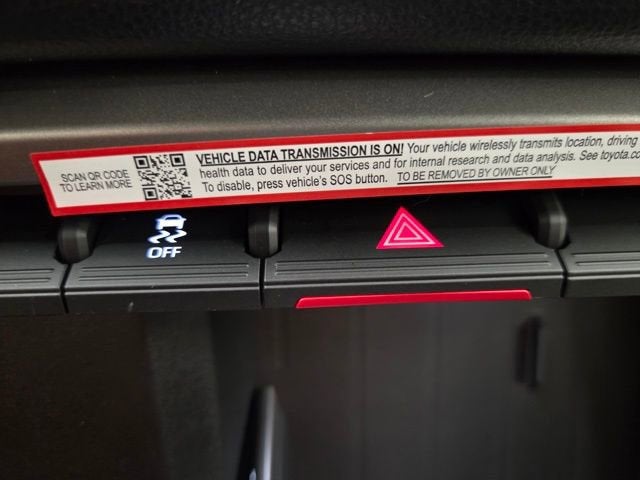 SCAN QR CODE
TO LEARN MORE
VEHICLE DATA TRANSMISSION IS ON! Your vehicle wirelessly transmits location, driving
health data to deliver your services and for internal research and data analysis. See toyota.co
To disable, press vehicle's SOS button. TO BE REMOVED BY OWNER ONLY
OFF